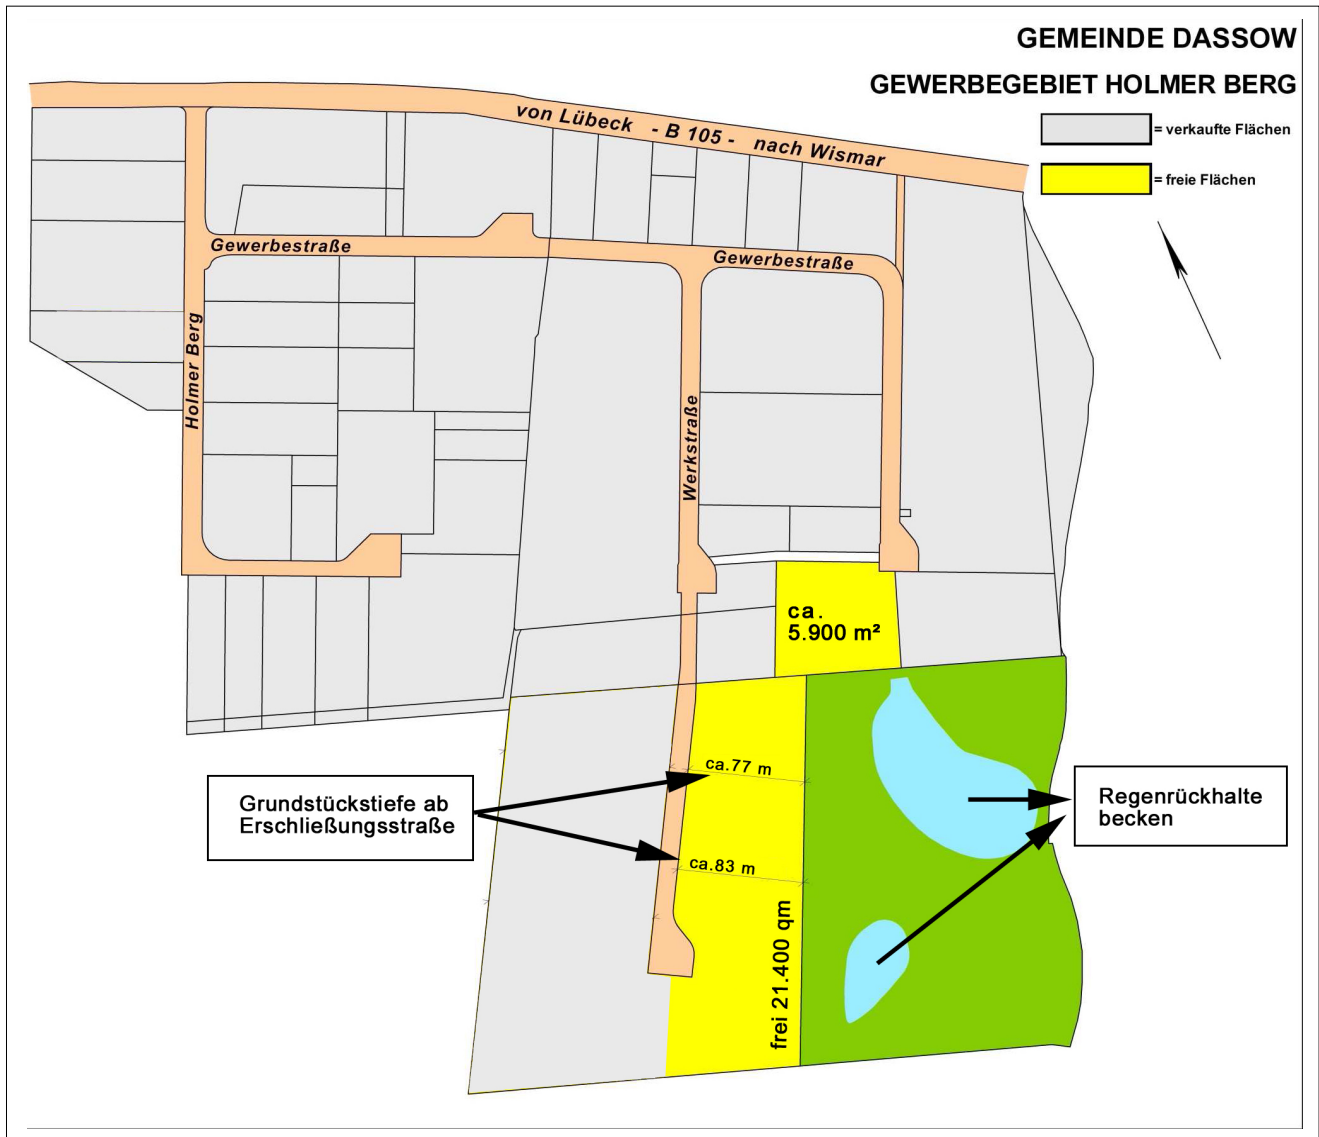 GEMEINDE DASSOW
GEWERBEGEBIET HOLMER BERG
= verkaufte Flächen
= freie Flächen
von Lübeck - B 105 - nach Wismar
Gewerbestraße
Gewerbestraße
Holmer Berg
Werkstraße
ca.
5.900 m²
ca.77 m
ca.83 m
frei 21.400 qm
Grundstückstiefe ab
Erschließungsstraße
Regenrückhalte
becken